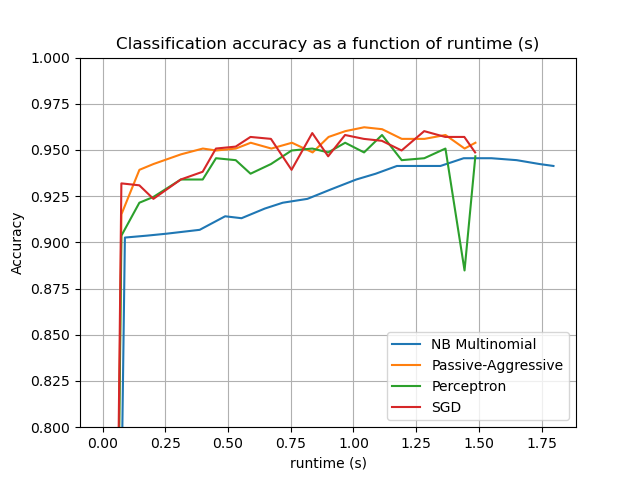 Classification accuracy as a function of runtime (s)
1.000
0.975
0.950
0.925
0.900
0.875
0.850
0.825
0.800
Accuracy
NB Multinomial
Passive-Aggressive
Perceptron
SGD
0.00 0.25 0.50 0.75 1.00 1.25 1.50 1.75
runtime (s)